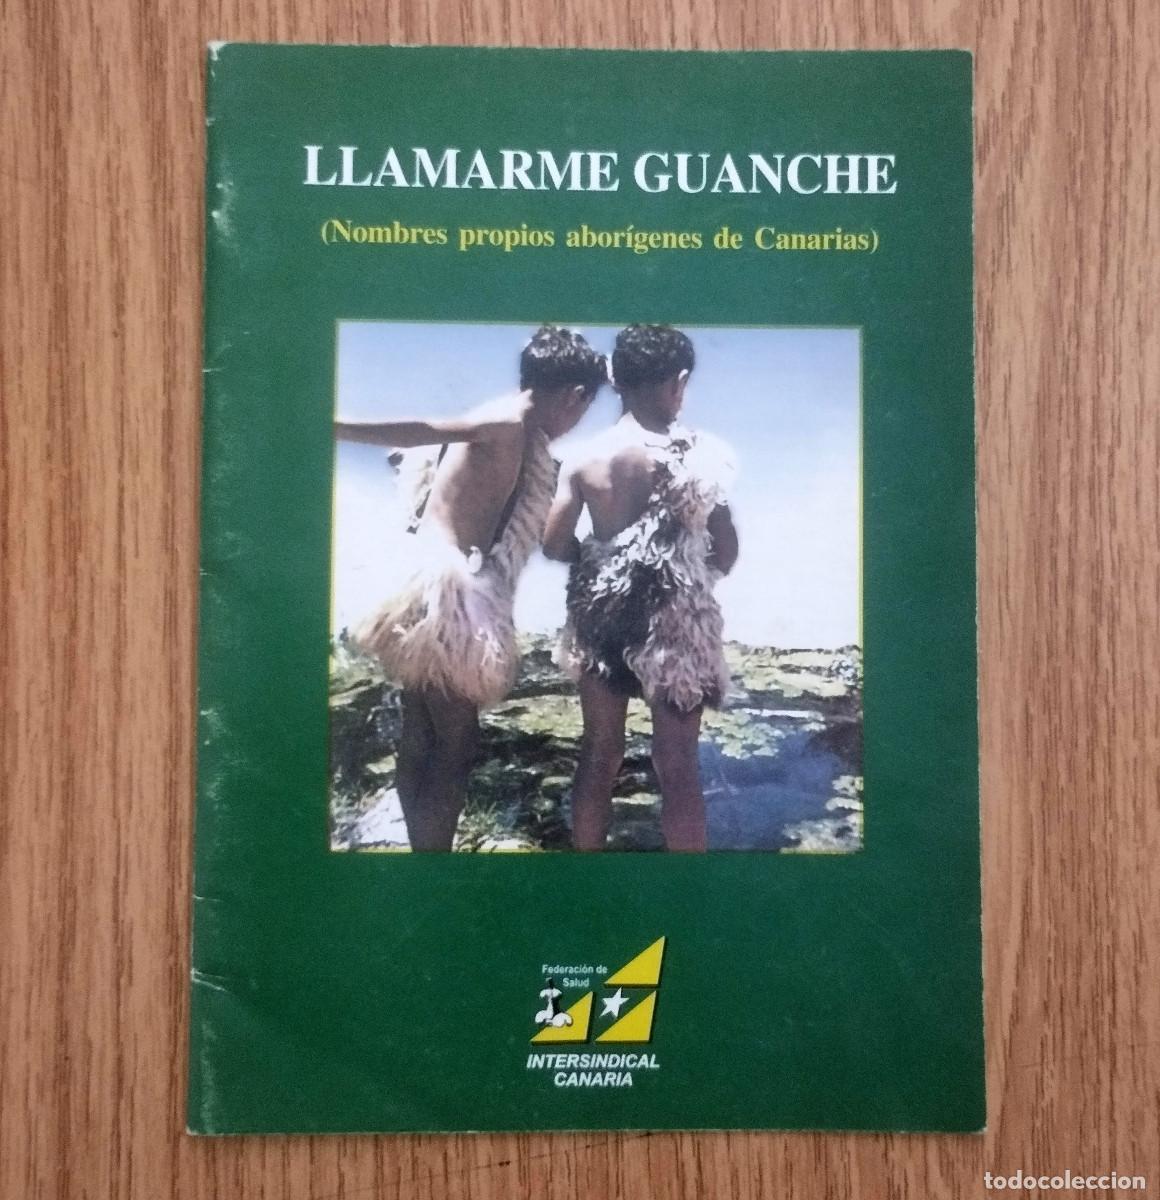 LLAMARME GUANCHE
(Nombres propios aborígenes de Canarias)
Federación de
Salud
INTERSINDICAL
CANARIA
todocoleccion